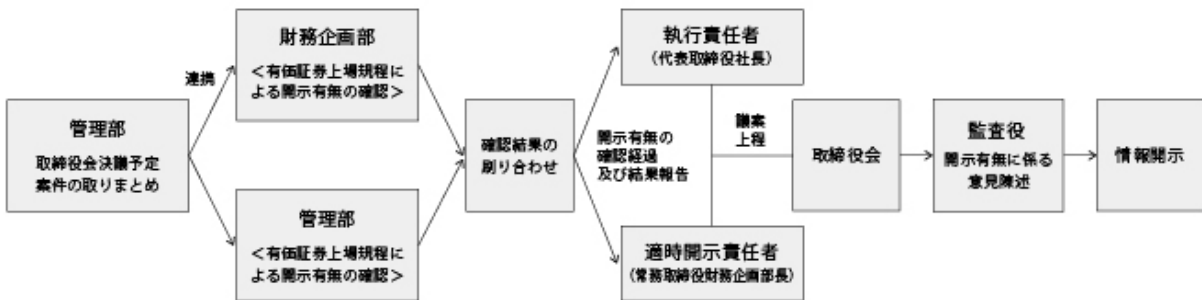 管理部
取締役会決議予定
案件の取りまとめ
連携
財務企画部
＜有価証券上場規程に
よる開示有無の確認＞
管理部
＜有価証券上場規程に
よる開示有無の確認＞
確認結果の
刷り合わせ
開示有無の
確認経過
及び結果報告
執行責任者
（代表取締役社長）
適時開示責任者
（常務取締役財務企画部長）
議案
上程
取締役会
監査役
開示有無に係る
意見陳述
情報開示